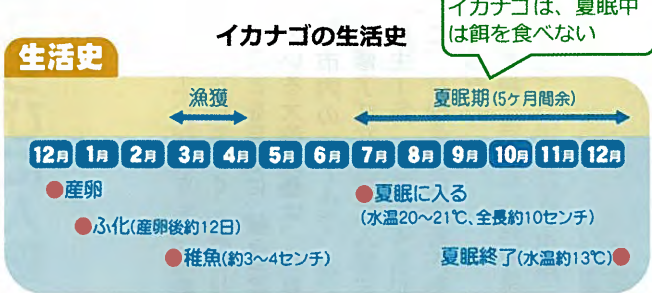 イカナゴは、夏眠中
は餌を食べない
イカナゴの生活史
生活史
漁獲
夏眠期(5ヶ月間余)
12月 1月 2月 3月 4月 5月 6月 7月 8月 9月 10月 11月 12月
産卵
夏眠に入る
(水温20〜21℃、全長約10センチ)
ふ化(産卵後約12日)
稚魚(約3〜4センチ)
夏眠終了(水温約13℃)